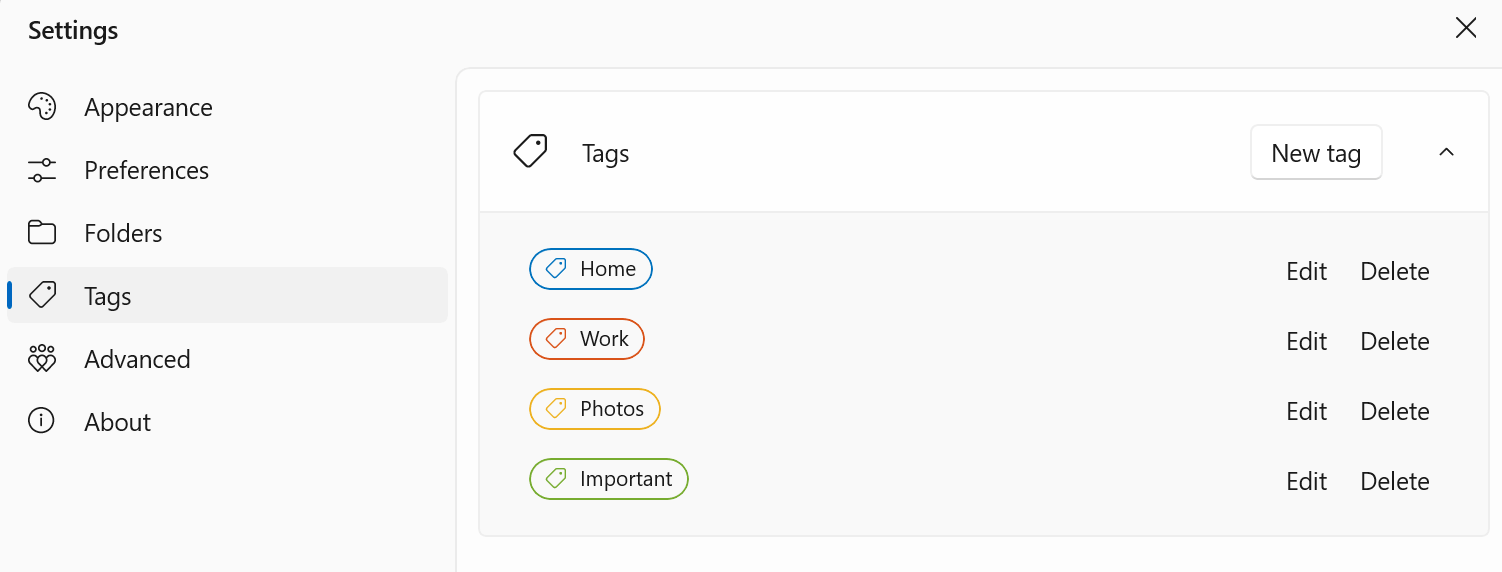 Settings
Appearance
Preferences
Folders
Tags
Advanced
About
Tags New tag
Home Edit Delete
Work Edit Delete
Photos Edit Delete
Important Edit Delete